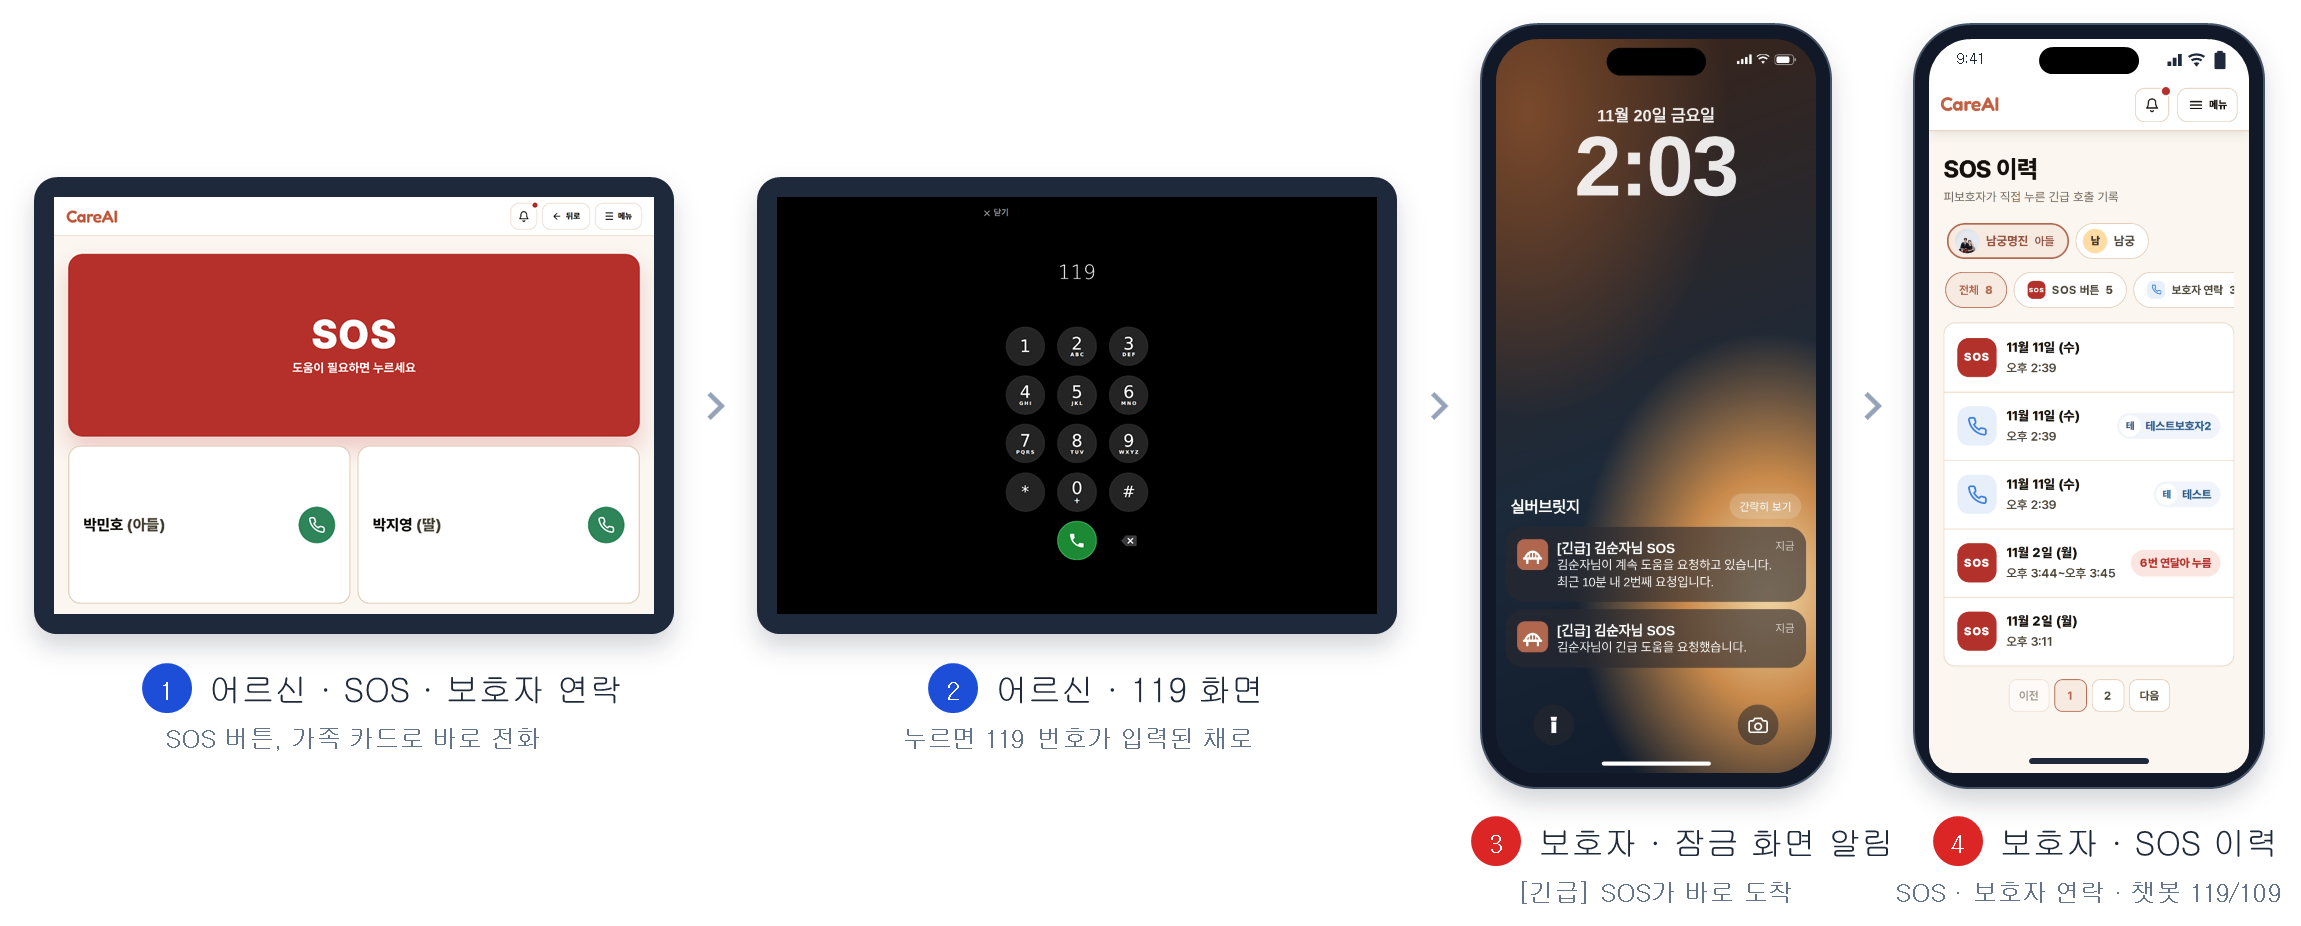 CareAI
뒤로
메뉴
SOS
도움이 필요하면 누르세요
박민호 (아들)
박지영 (딸)
1 어르신 · SOS · 보호자 연락
SOS 버튼, 가족 카드로 바로 전화
× 닫기
119
1
2 ABC
3 DEF
4 GHI
5 JKL
6 MNO
7 PQRS
8 TUV
9 WXYZ
*
0 +
#
2 어르신 · 119 화면
누르면 119 번호가 입력된 채로
11월 20일 금요일
2:03
실버브릿지
간략히 보기
[긴급] 김순자님 SOS
지금
김순자님이 계속 도움을 요청하고 있습니다.
최근 10분 내 2번째 요청입니다.
[긴급] 김순자님 SOS
지금
김순자님이 긴급 도움을 요청했습니다.
3 보호자 · 잠금 화면 알림
[긴급] SOS가 바로 도착
9:41
CareAI
메뉴
SOS 이력
피보호자가 직접 누른 긴급 호출 기록
남궁명진 아들
남 남궁
전체 8
SOS SOS 버튼 5
보호자 연락 3
SOS 11월 11일 (수)
오후 2:39
11월 11일 (수)
오후 2:39
테 테스트보호자2
11월 11일 (수)
오후 2:39
테 테스트
SOS 11월 2일 (월)
오후 3:44~오후 3:45
6번 연달아 누름
SOS 11월 2일 (월)
오후 3:11
이전 1 2 다음
4 보호자 · SOS 이력
SOS · 보호자 연락 · 챗봇 119/109